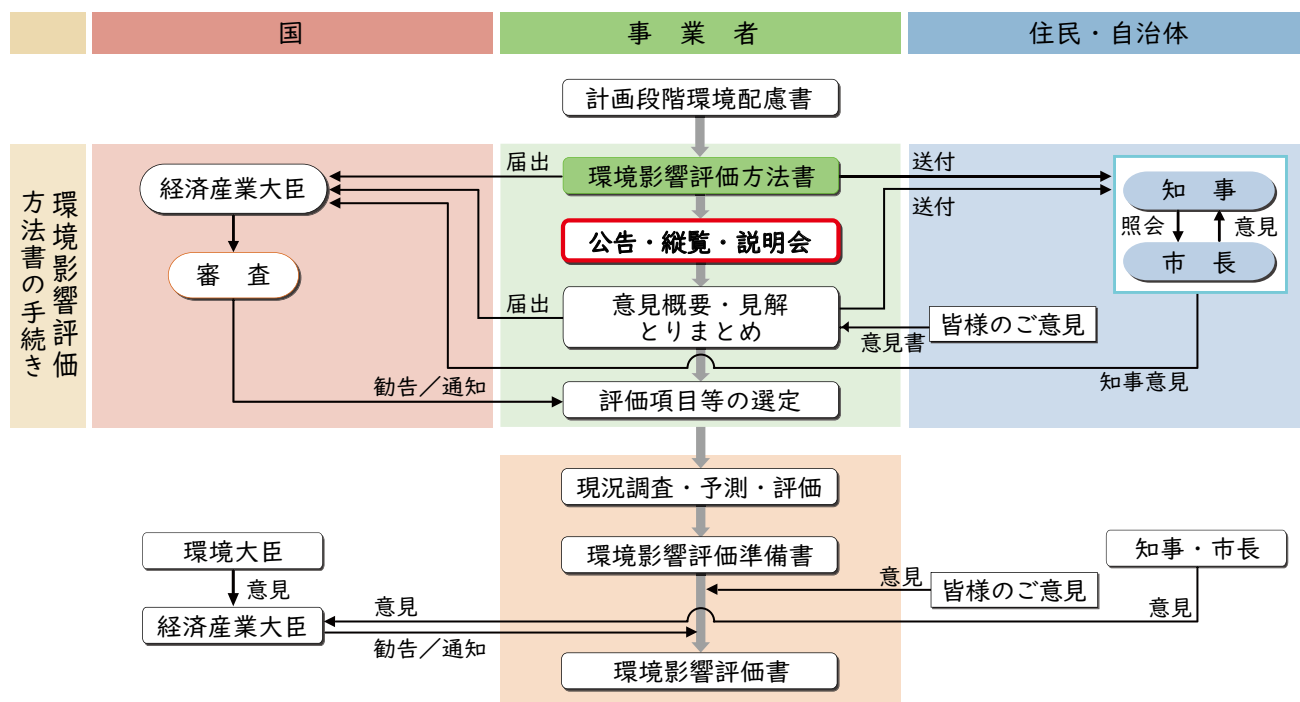 国
事 業 者
住民・自治体
計画段階環境配慮書
環境影響評価
方法書の手続き
届出
環境影響評価方法書
送付
経済産業大臣
知 事
送付
照会
意見
公告・縦覧・説明会
市 長
審 査
届出
意見概要・見解
とりまとめ
皆様のご意見
意見書
勧告／通知
知事意見
評価項目等の選定
現況調査・予測・評価
環境大臣
環境影響評価準備書
知事・市長
意見
意見
皆様のご意見
意見
意見
経済産業大臣
勧告／通知
環境影響評価書